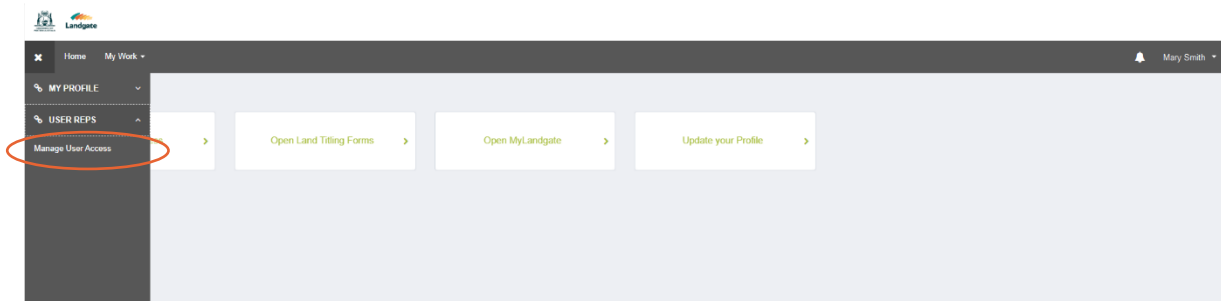 Landgate
Home My Work
Mary Smith
MY PROFILE
USER REPS
Manage User Access
Open Land Titling Forms
Open MyLandgate
Update your Profile